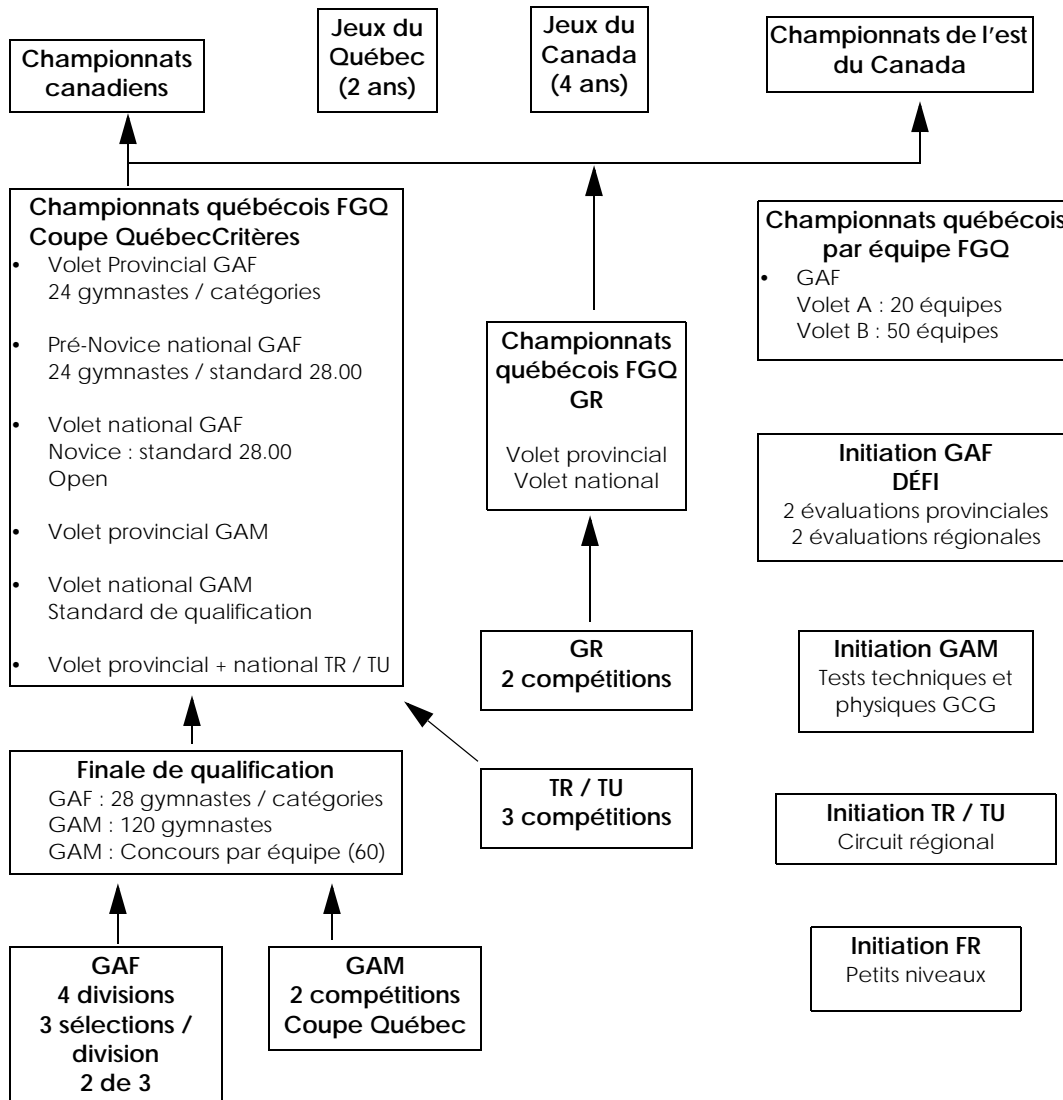 Championnats
canadiens
Jeux du
Québec
(2 ans)
Jeux du
Canada
(4 ans)
Championnats de l'est
du Canada
Championnats québécois FGQ
Coupe QuébecCritères
• Volet Provincial GAF
24 gymnastes / catégories
• Pré-Novice national GAF
24 gymnastes / standard 28.00
• Volet national GAF
Novice : standard 28.00
Open
• Volet provincial GAM
• Volet national GAM
Standard de qualification
• Volet provincial + national TR / TU
Championnats
québécois FGQ
GR
Volet provincial
Volet national
Championnats québécois
par équipe FGQ
• GAF
Volet A : 20 équipes
Volet B : 50 équipes
Initiation GAF
DÉFI
2 évaluations provinciales
2 évaluations régionales
GR
2 compétitions
Initiation GAM
Tests techniques et
physiques GCG
Finale de qualification
GAF : 28 gymnastes / catégories
GAM : 120 gymnastes
GAM : Concours par équipe (60)
TR / TU
3 compétitions
Initiation TR / TU
Circuit régional
GAF
4 divisions
3 sélections /
division
2 de 3
GAM
2 compétitions
Coupe Québec
Initiation FR
Petits niveaux